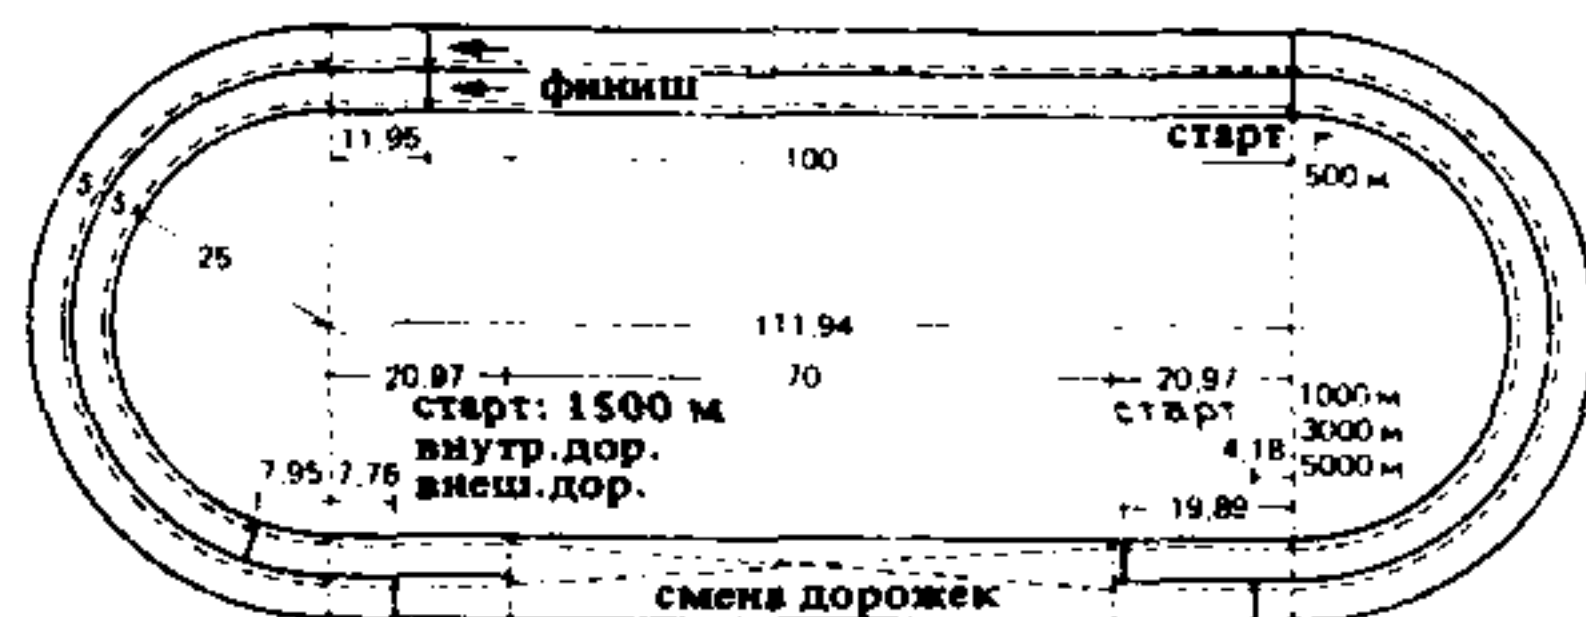 финиш
11,95
100
старт
500 м
5
5
25
111,94
20,97
70
20,97
старт: 1500 м
старт
1000 м
внутр.дор.
3000 м
4,18
7,95
7,76
внеш.дор.
5000 м
19,89
смена дорожек